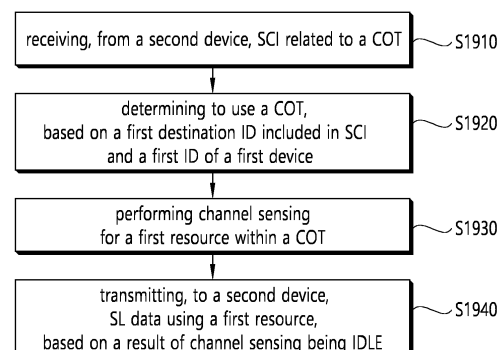 receiving, from a second device, SCI related to a COT
S1910
determining to use a COT,
based on a first destination ID included in SCI
and a first ID of a first device
S1920
performing channel sensing
for a first resource within a COT
S1930
transmitting, to a second device,
SL data using a first resource,
based on a result of channel sensing being IDLE
S1940